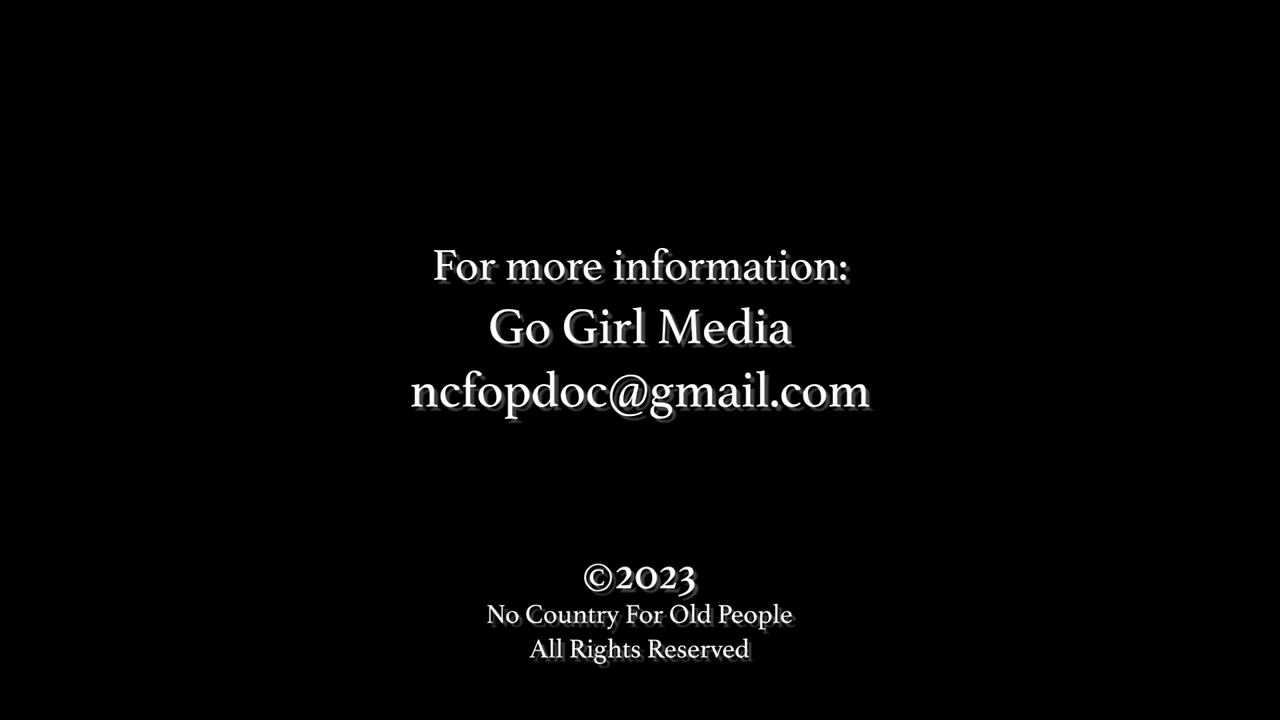 For more information:
Go Girl Media
ncfopdoc@gmail.com
©2023
No Country For Old People
All Rights Reserved